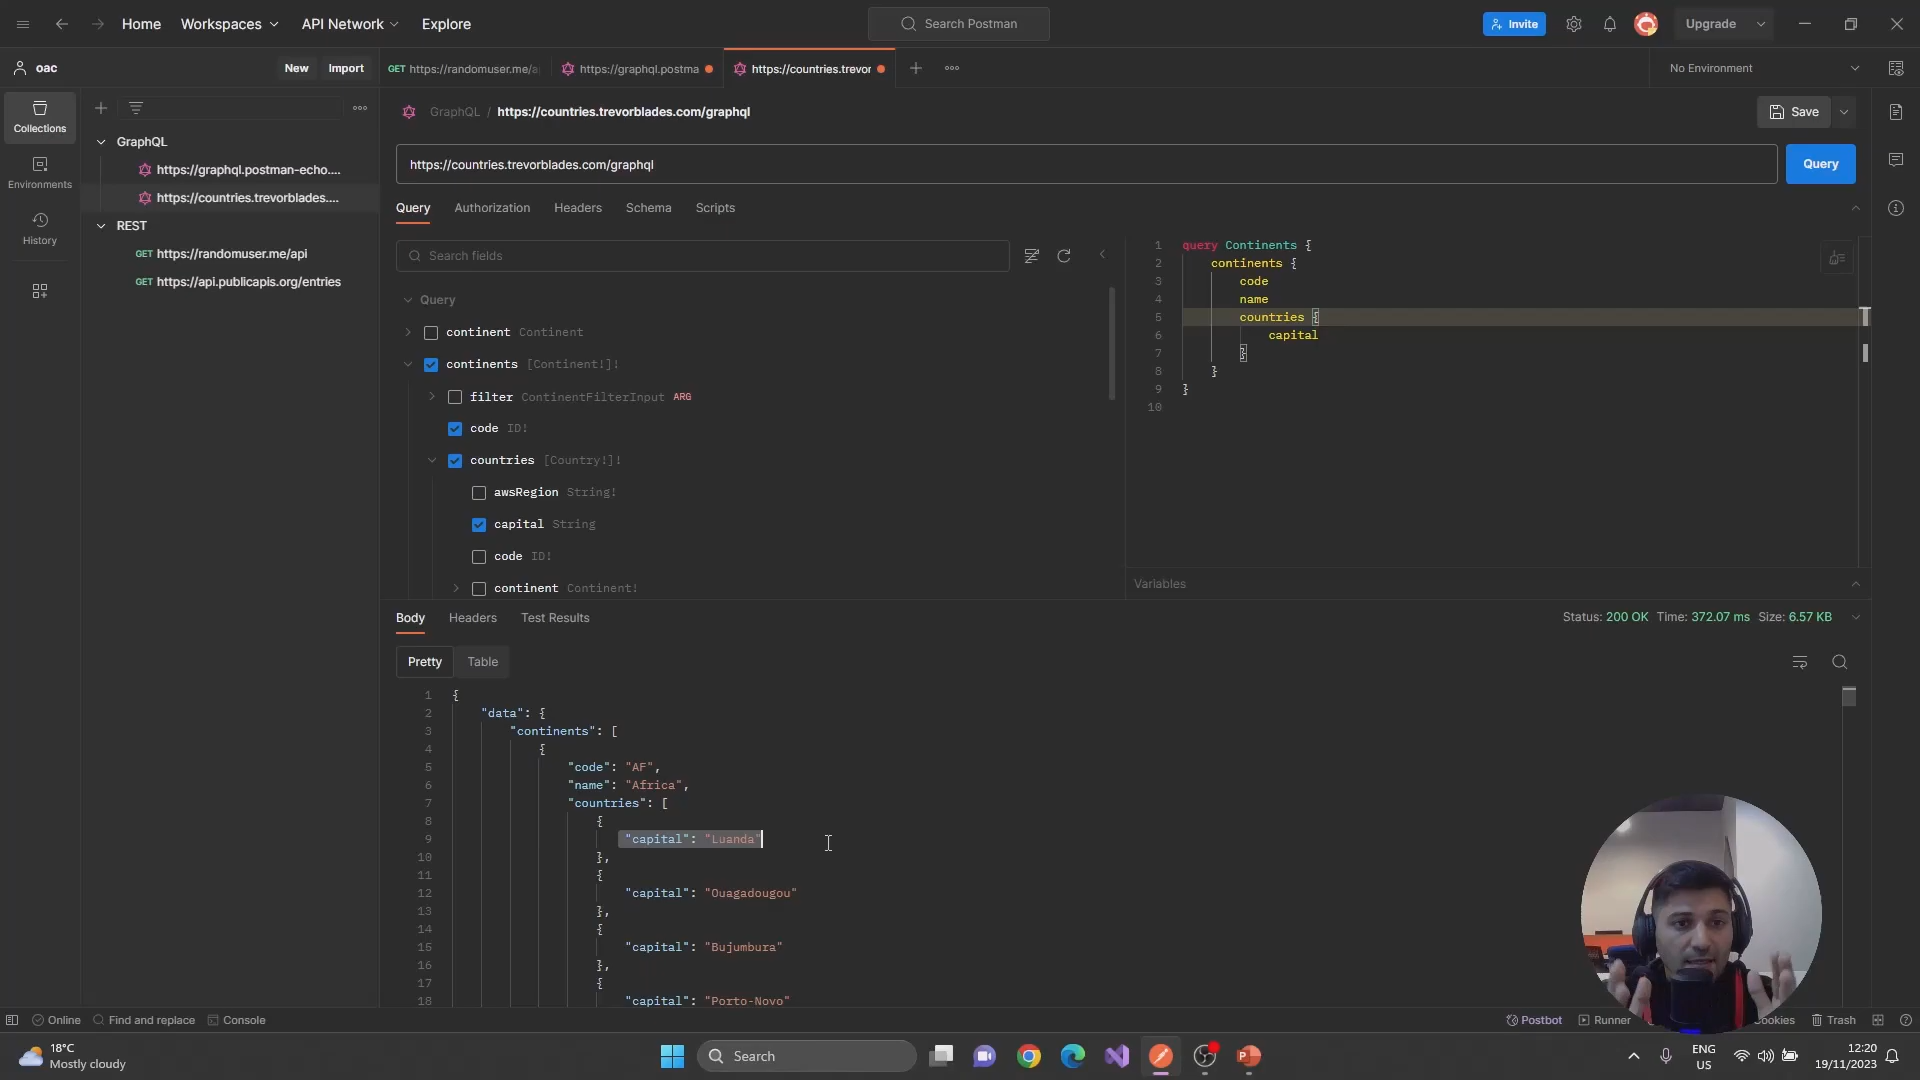 Home Workspaces API Network Explore Search Postman Invite Upgrade
oac New Import GET https://randomuser.me/a https://graphql.postma https://countries.trevor No Environment
Collections
Environments
History
GraphQL
https://graphql.postman-echo....
https://countries.trevorblades....
REST
GET https://randomuser.me/api
GET https://api.publicapis.org/entries
GraphQL / https://countries.trevorblades.com/graphql Save
https://countries.trevorblades.com/graphql Query
Query Authorization Headers Schema Scripts
Search fields
Query
continent Continent
continents [Continent!]!
filter ContinentFilterInput ARG
code ID!
countries [Country!]!
awsRegion String!
capital String
code ID!
continent Continent!
1 query Continents {
2 continents {
3 code
4 name
5 countries {
6 capital
7 }
8 }
9 }
10
Variables
Body Headers Test Results Status: 200 OK Time: 372.07 ms Size: 6.57 KB
Pretty Table
1 {
2 "data": {
3 "continents": [
4 {
5 "code": "AF",
6 "name": "Africa",
7 "countries": [
8 {
9 "capital": "Luanda"
10 },
11 {
12 "capital": "Ouagadougou"
13 },
14 {
15 "capital": "Bujumbura"
16 },
17 {
18 "capital": "Porto-Novo"
Online Find and replace Console Postbot Runner Trash
18°C
Mostly cloudy
Search
ENG
US
12:20
19/11/2023